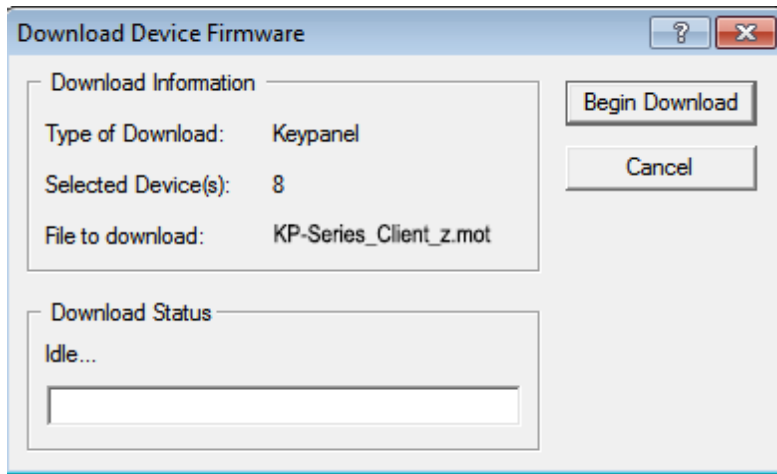 Download Device Firmware
?
Download Information
Type of Download: Keypanel
Selected Device(s): 8
File to download: KP-Series_Client_z.mot
Begin Download
Cancel
Download Status
Idle...